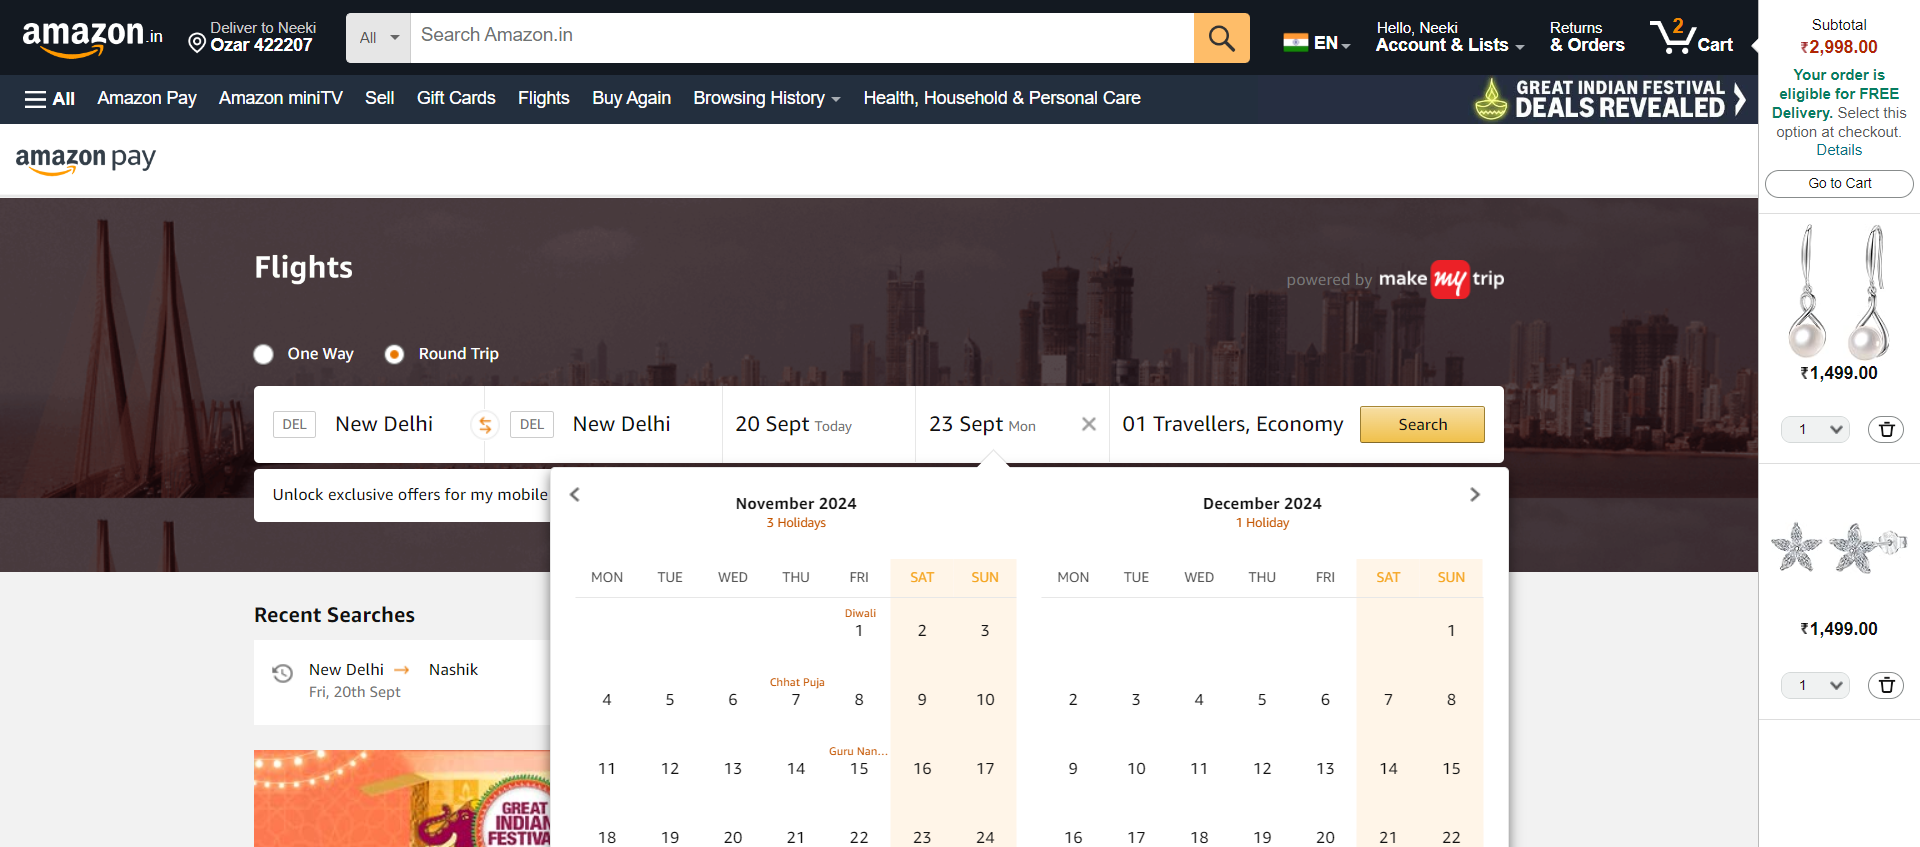 amazon.in
Deliver to Neeki
Ozar 422207
All
Search Amazon.in
EN
Hello, Neeki
Account & Lists
Returns
& Orders
2
Cart
All
Amazon Pay
Amazon miniTV
Sell
Gift Cards
Flights
Buy Again
Browsing History
Health, Household & Personal Care
GREAT INDIAN FESTIVAL
DEALS REVEALED
Subtotal
₹2,998.00
Your order is
eligible for FREE
Delivery. Select this
option at checkout.
Details
Go to Cart
₹1,499.00
1
₹1,499.00
1
amazon pay
Flights
powered by make my trip
One Way
Round Trip
DEL New Delhi
DEL New Delhi
20 Sept Today
23 Sept Mon
01 Travellers, Economy
Search
Unlock exclusive offers for my mobile
November 2024
3 Holidays
MON TUE WED THU FRI SAT SUN
Diwali
1 2 3
Chhat Puja
4 5 6 7 8 9 10
Guru Nan...
11 12 13 14 15 16 17
18 19 20 21 22 23 24
December 2024
1 Holiday
MON TUE WED THU FRI SAT SUN
1
2 3 4 5 6 7 8
9 10 11 12 13 14 15
16 17 18 19 20 21 22
Recent Searches
New Delhi → Nashik
Fri, 20th Sept
GREAT
INDIAN
FESTIVA